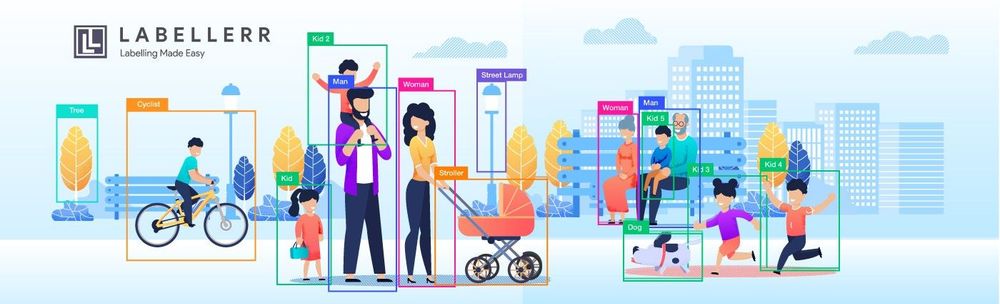 LABELLERR
Labelling Made Easy
Kid 2
Man
Woman
Street Lamp
Tree
Cyclist
Kid
Stroller
Woman
Man
Kid 5
Kid 3
Kid 4
Dog